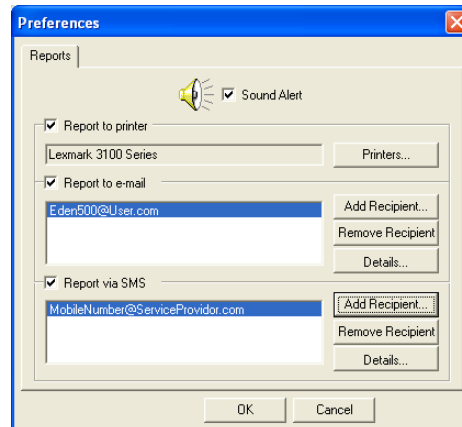 Preferences
Reports
Sound Alert
Report to printer
Lexmark 3100 Series
Printers...
Report to e-mail
Eden500@User.com
Add Recipient...
Remove Recipient
Details...
Report via SMS
MobileNumber@ServiceProvidor.com
Add Recipient...
Remove Recipient
Details...
OK
Cancel